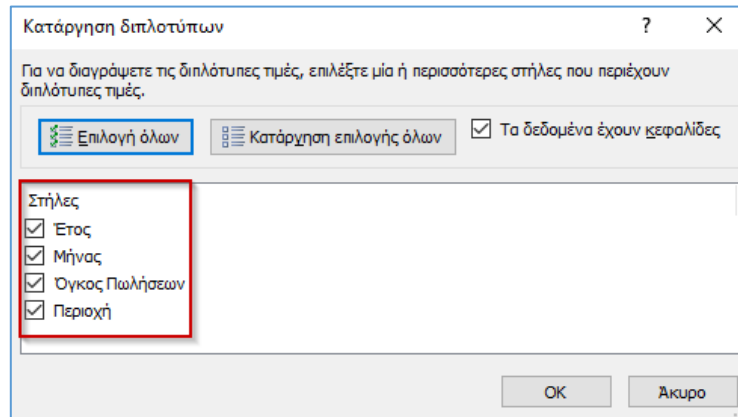 Κατάργηση διπλοτύπων ? ✕
Για να διαγράψετε τις διπλότυπες τιμές, επιλέξτε μία ή περισσότερες στήλες που περιέχουν
διπλότυπες τιμές.
Επιλογή όλων Κατάρχηση επιλογής όλων Τα δεδομένα έχουν κεφαλίδες
Στήλες
Έτος
Μήνας
Όγκος Πωλήσεων
Περιοχή
OK Άκυρο